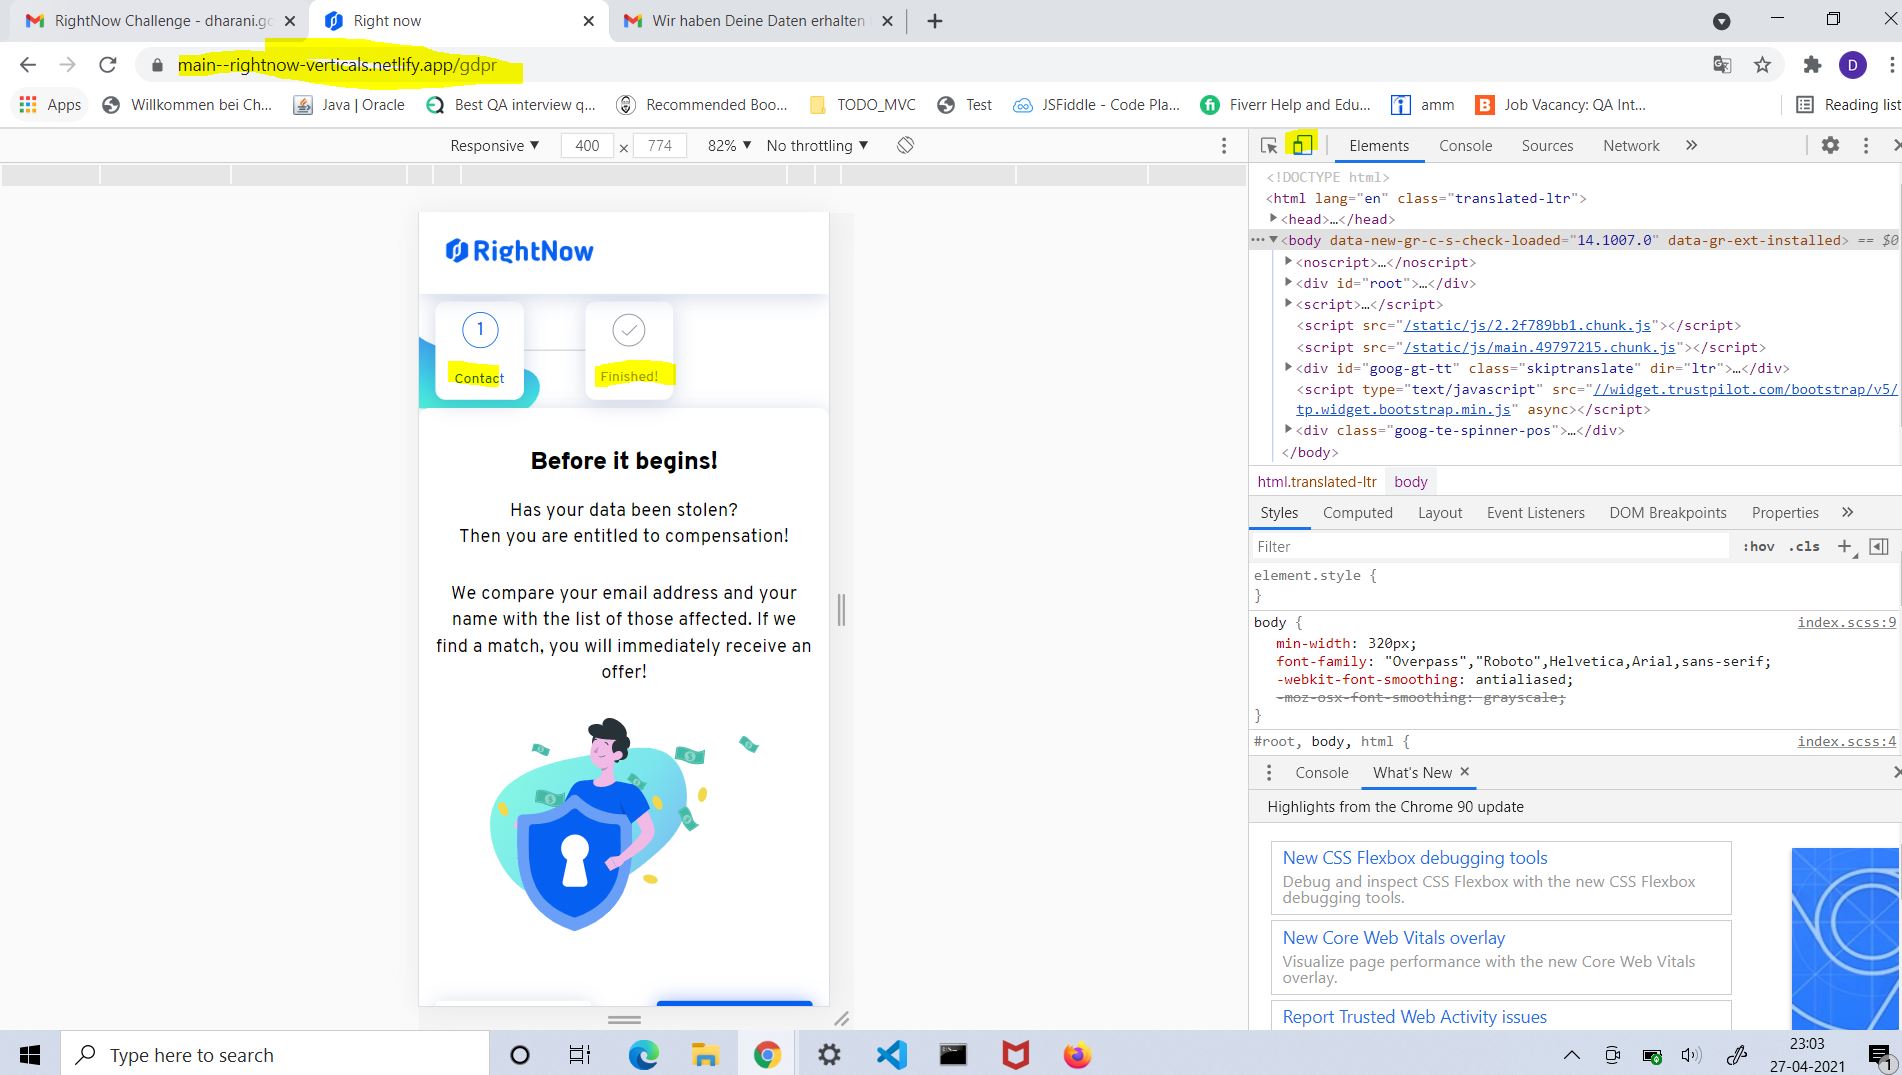 RightNow Challenge - dharani.go
Right now
Wir haben Deine Daten erhalten
main--rightnow-verticals.netlify.app/gdpr
D
Apps
Willkommen bei Ch...
Java | Oracle
Best QA interview q...
Recommended Boo...
TODO_MVC
Test
JSFiddle - Code Pla...
Fiverr Help and Edu...
amm
Job Vacancy: QA Int...
Reading list
Responsive ▼ 400 × 774 82% ▼ No throttling ▼
RightNow
1
Contact
Finished!
Before it begins!
Has your data been stolen?
Then you are entitled to compensation!
We compare your email address and your
name with the list of those affected. If we
find a match, you will immediately receive an
offer!
Elements Console Sources Network »
<!DOCTYPE html>
<html lang="en" class="translated-ltr">
<head>…</head>
<body data-new-gr-c-s-check-loaded="14.1007.0" data-gr-ext-installed> == $0
<noscript>…</noscript>
<div id="root">…</div>
<script>…</script>
<script src="/static/js/2.2f789bb1.chunk.js"></script>
<script src="/static/js/main.49797215.chunk.js"></script>
<div id="goog-gt-tt" class="skiptranslate" dir="ltr">…</div>
<script type="text/javascript" src="//widget.trustpilot.com/bootstrap/v5/
tp.widget.bootstrap.min.js" async></script>
<div class="goog-te-spinner-pos">…</div>
</body>
html.translated-ltr body
Styles Computed Layout Event Listeners DOM Breakpoints Properties »
Filter :hov .cls +
element.style {
}
body { index.scss:9
min-width: 320px;
font-family: "Overpass","Roboto",Helvetica,Arial,sans-serif;
-webkit-font-smoothing: antialiased;
-moz-osx-font-smoothing: grayscale;
}
#root, body, html { index.scss:4
Console What's New ×
Highlights from the Chrome 90 update
New CSS Flexbox debugging tools
Debug and inspect CSS Flexbox with the new CSS Flexbox
debugging tools.
New Core Web Vitals overlay
Visualize page performance with the new Core Web Vitals
overlay.
Report Trusted Web Activity issues
Type here to search
23:03
27-04-2021
1